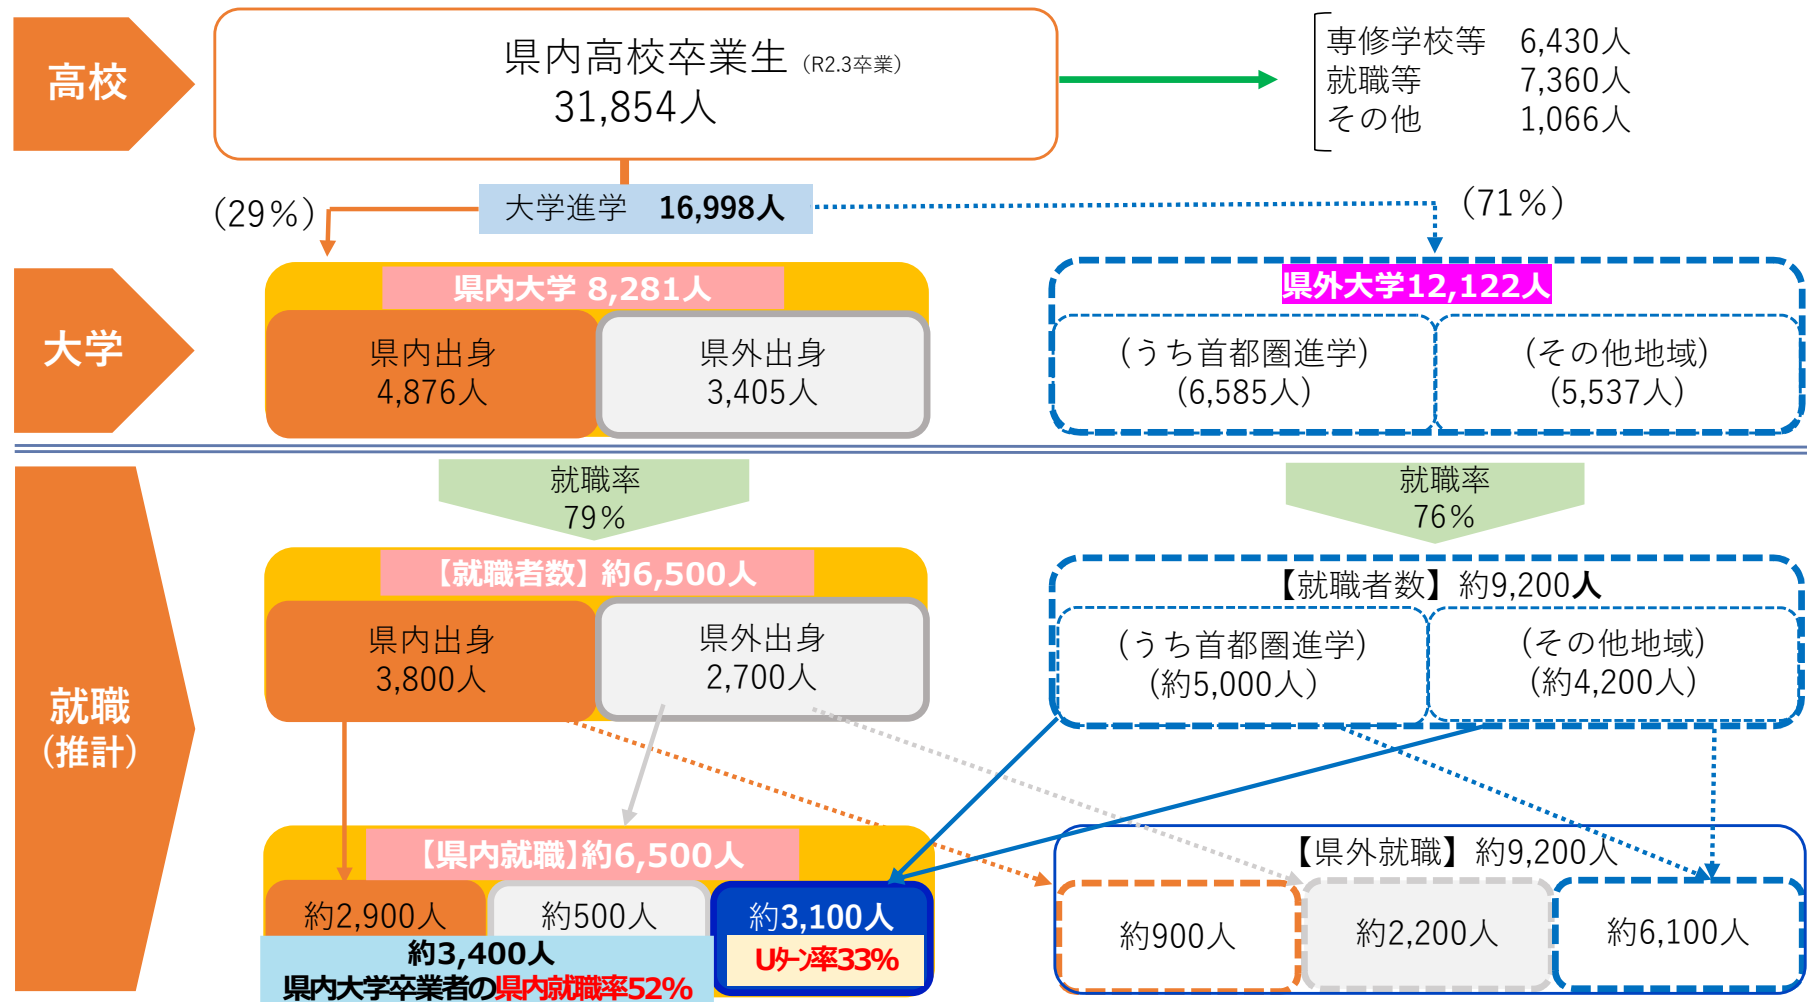 高校
県内高校卒業生 (R2.3卒業)
31,854人
専修学校等 6,430人
就職等 7,360人
その他 1,066人
(29%)
大学進学 16,998人
(71%)
大学
県内大学 8,281人
県内出身
4,876人
県外出身
3,405人
県外大学12,122人
(うち首都圏進学)
(6,585人)
(その他地域)
(5,537人)
就職率
79%
就職率
76%
就職
(推計)
【就職者数】約6,500人
県内出身
3,800人
県外出身
2,700人
【就職者数】約9,200人
(うち首都圏進学)
(約5,000人)
(その他地域)
(約4,200人)
【県内就職】約6,500人
約2,900人
約500人
約3,100人
Uターン率33%
約3,400人
県内大学卒業者の県内就職率52%
【県外就職】約9,200人
約900人
約2,200人
約6,100人